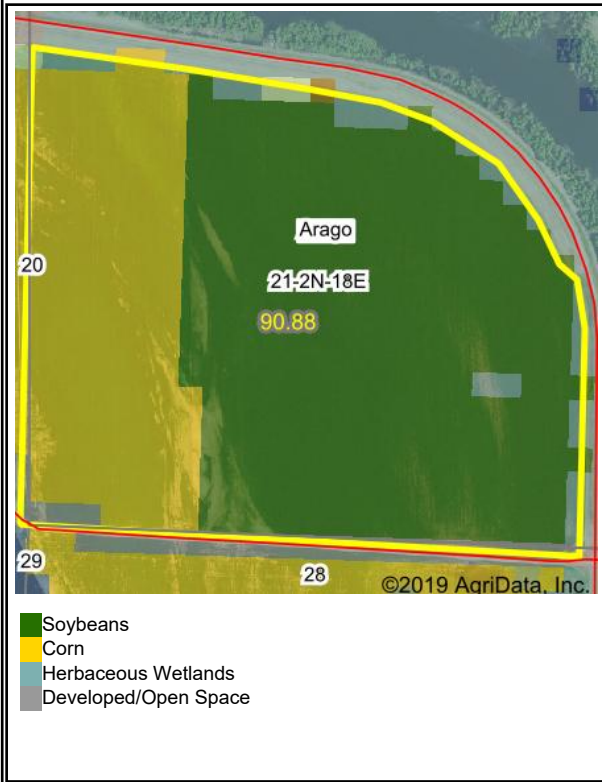 Arago
20
21-2N-18E
90.88
29
28
©2019 AgriData, Inc.
Soybeans
Corn
Herbaceous Wetlands
Developed/Open Space